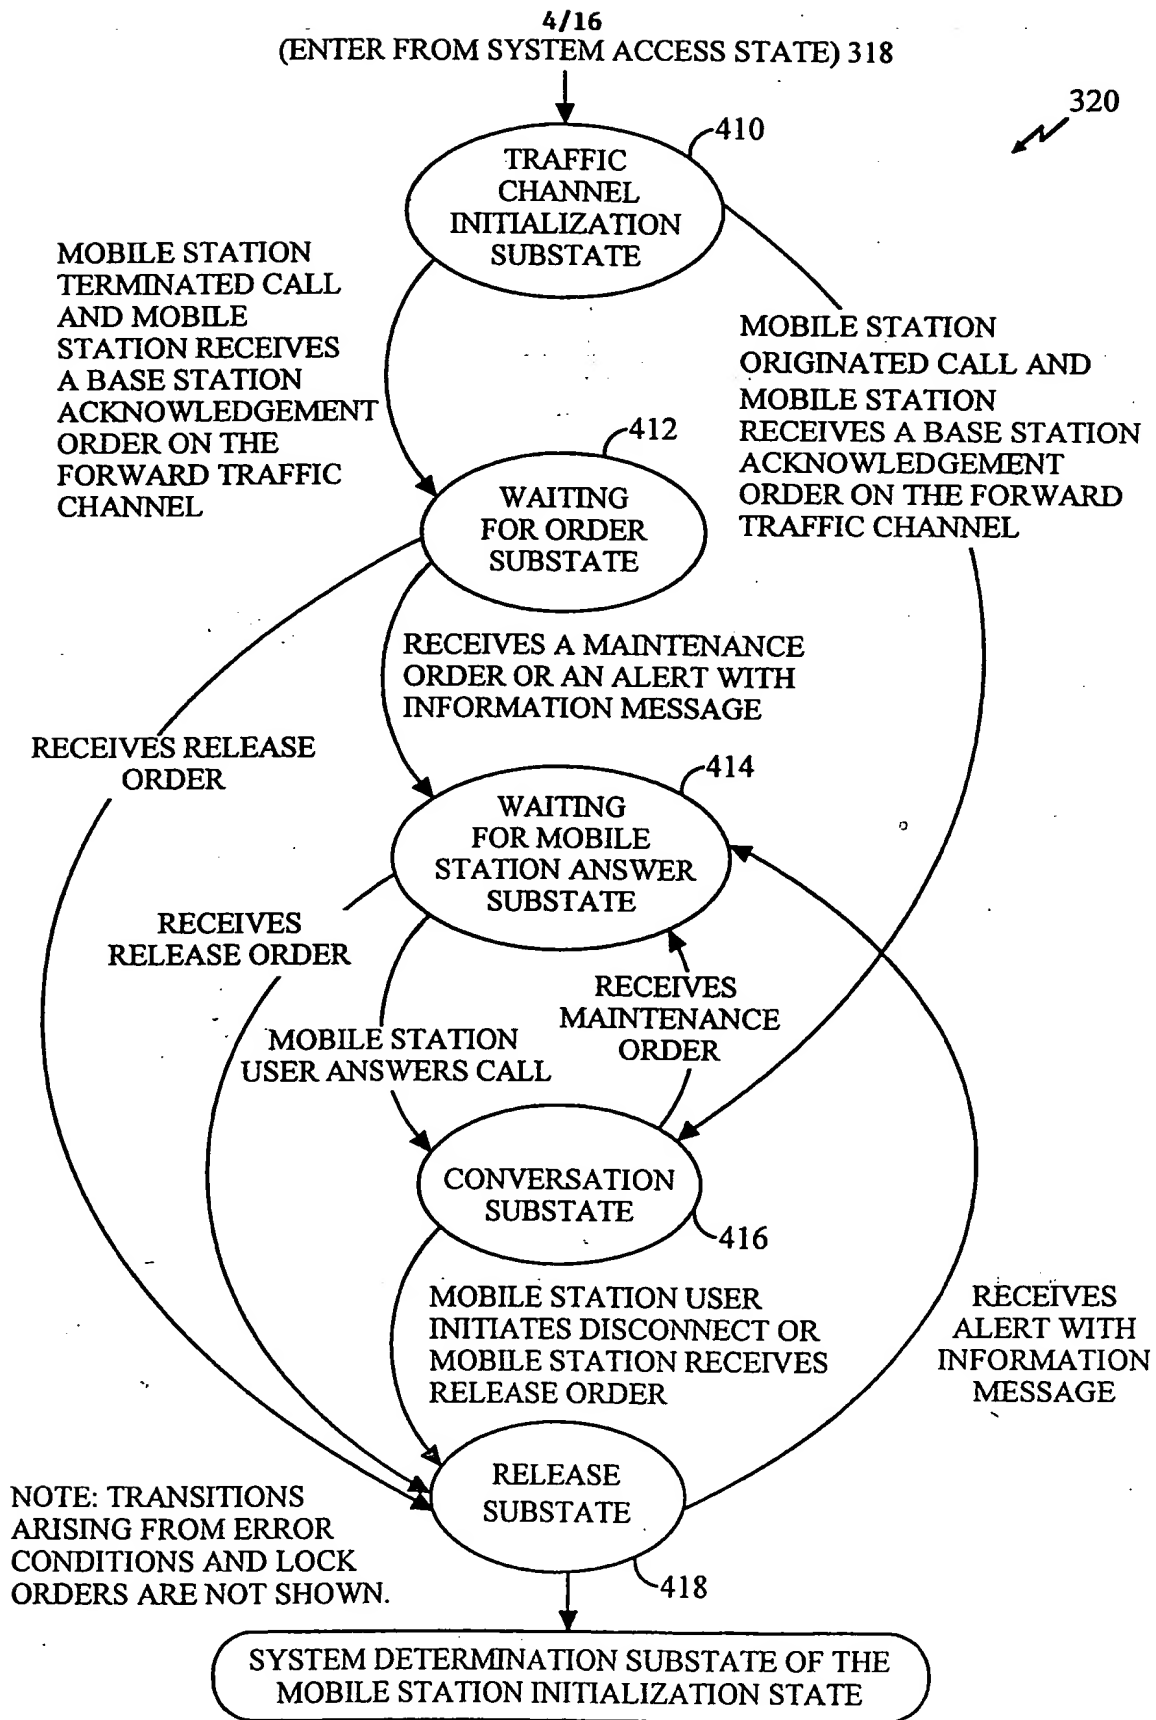 4/16
(ENTER FROM SYSTEM ACCESS STATE) 318
320
410
TRAFFIC
CHANNEL
INITIALIZATION
SUBSTATE
MOBILE STATION
TERMINATED CALL
AND MOBILE
STATION RECEIVES
A BASE STATION
ACKNOWLEDGEMENT
ORDER ON THE
FORWARD TRAFFIC
CHANNEL
MOBILE STATION
ORIGINATED CALL AND
MOBILE STATION
RECEIVES A BASE STATION
ACKNOWLEDGEMENT
ORDER ON THE FORWARD
TRAFFIC CHANNEL
412
WAITING
FOR ORDER
SUBSTATE
RECEIVES A MAINTENANCE
ORDER OR AN ALERT WITH
INFORMATION MESSAGE
RECEIVES RELEASE
ORDER
414
WAITING
FOR MOBILE
STATION ANSWER
SUBSTATE
RECEIVES
RELEASE ORDER
RECEIVES
MAINTENANCE
ORDER
MOBILE STATION
USER ANSWERS CALL
CONVERSATION
SUBSTATE
416
MOBILE STATION USER
INITIATES DISCONNECT OR
MOBILE STATION RECEIVES
RELEASE ORDER
RECEIVES
ALERT WITH
INFORMATION
MESSAGE
RELEASE
SUBSTATE
418
NOTE: TRANSITIONS
ARISING FROM ERROR
CONDITIONS AND LOCK
ORDERS ARE NOT SHOWN.
SYSTEM DETERMINATION SUBSTATE OF THE
MOBILE STATION INITIALIZATION STATE